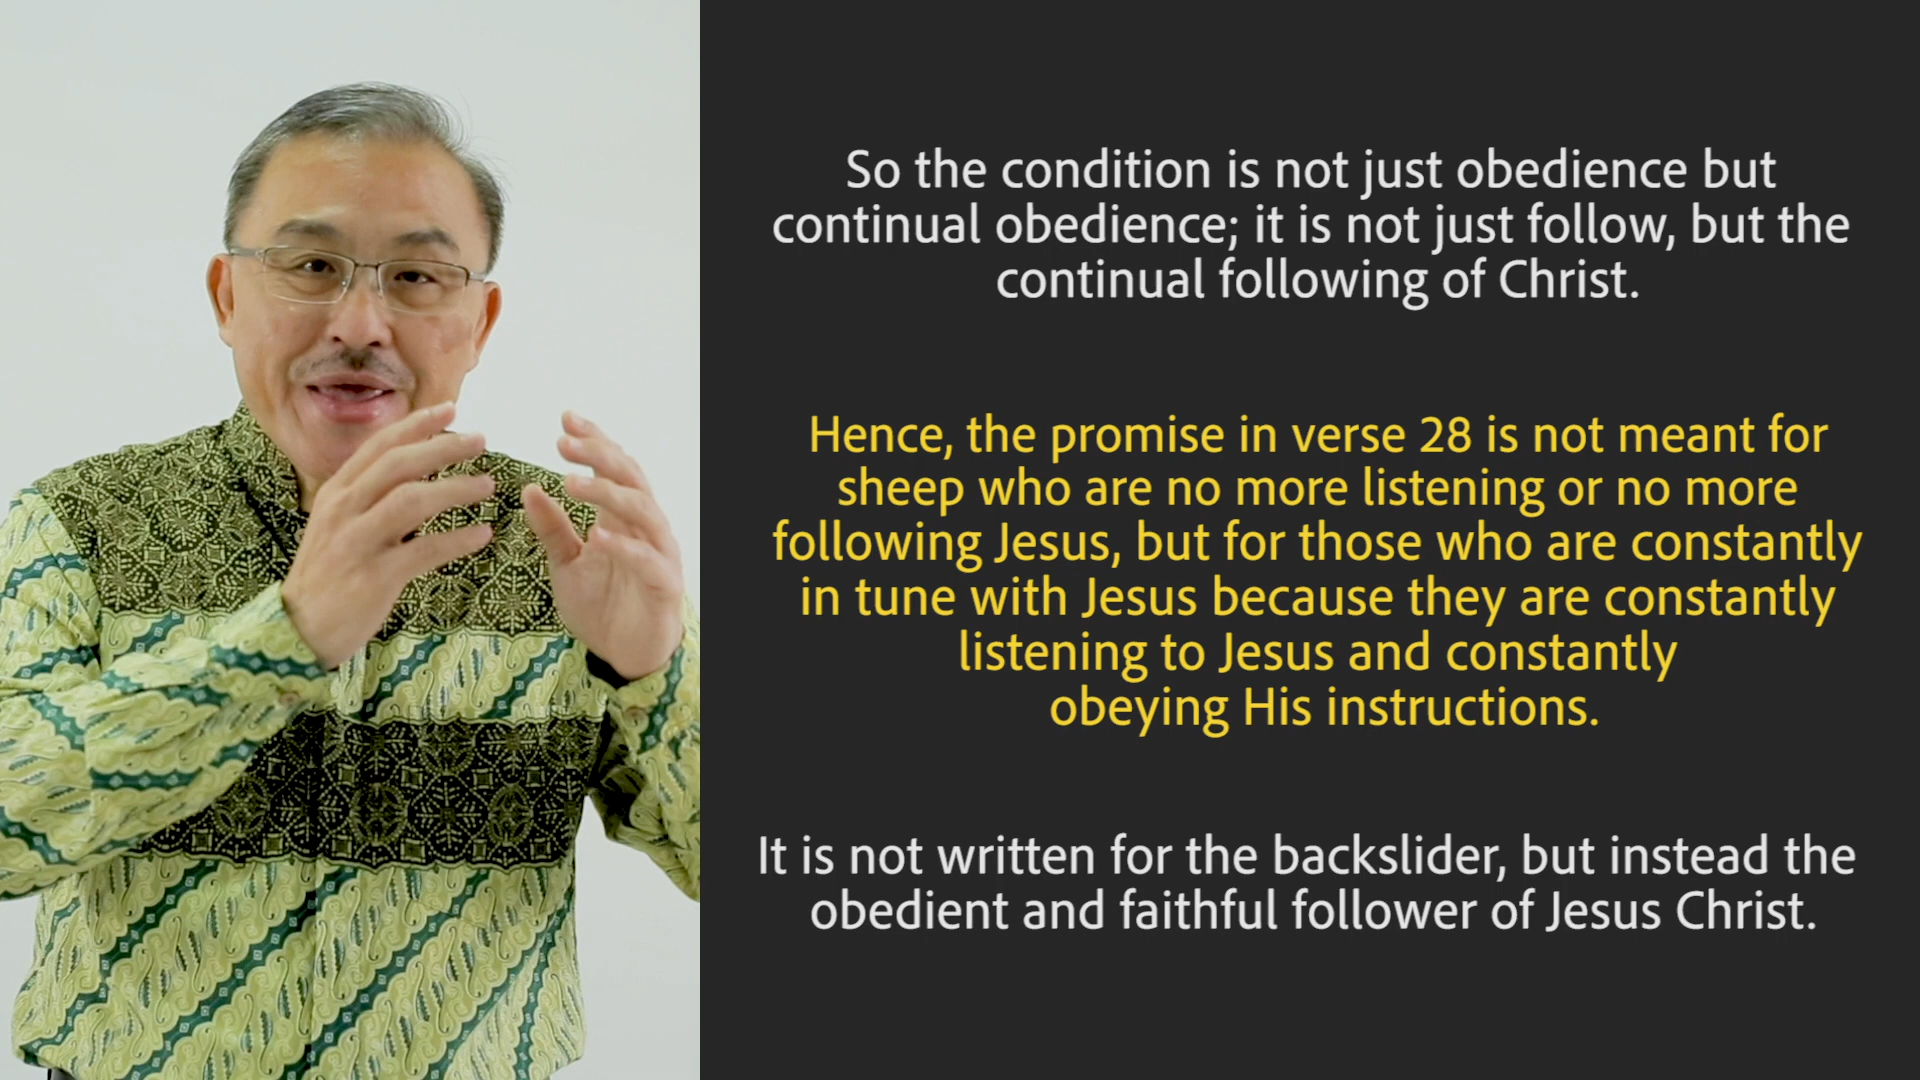 So the condition is not just obedience but
continual obedience; it is not just follow, but the
continual following of Christ.
Hence, the promise in verse 28 is not meant for
sheep who are no more listening or no more
following Jesus, but for those who are constantly
in tune with Jesus because they are constantly
listening to Jesus and constantly
obeying His instructions.
It is not written for the backslider, but instead the
obedient and faithful follower of Jesus Christ.